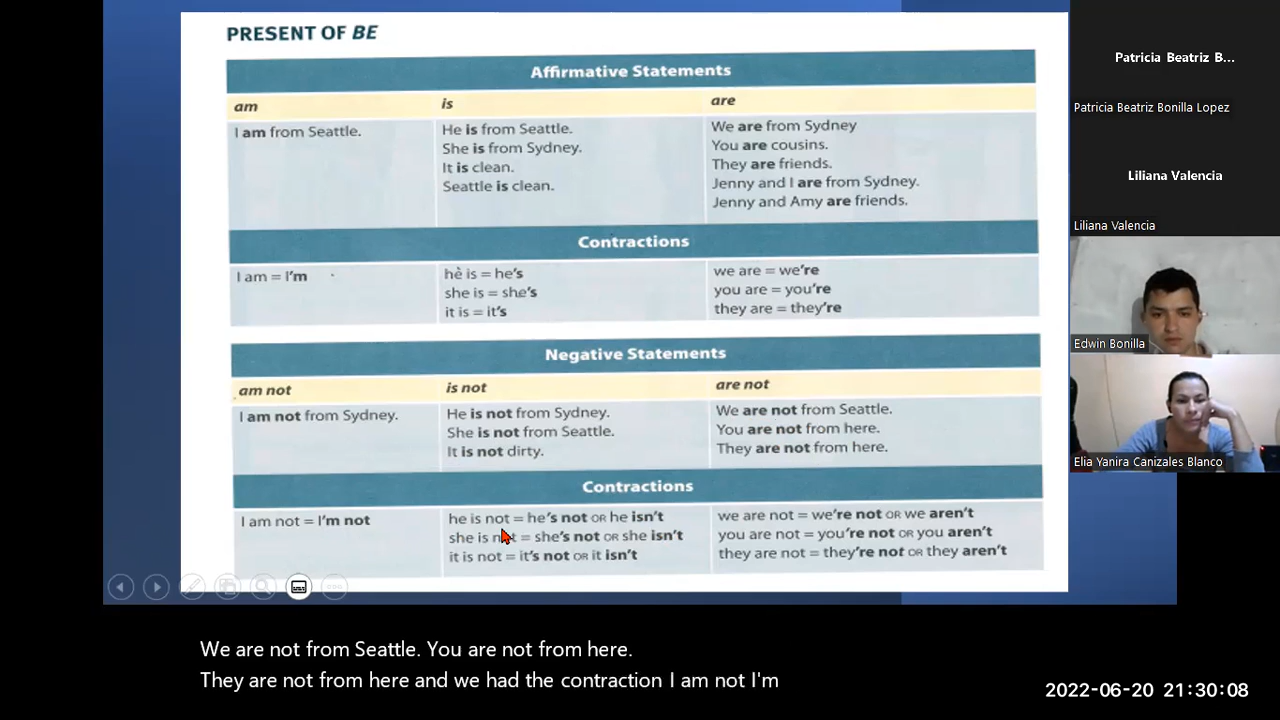 PRESENT OF BE
Affirmative Statements
am
is
are
I am from Seattle.
He is from Seattle.
She is from Sydney.
It is clean.
Seattle is clean.
We are from Sydney
You are cousins.
They are friends.
Jenny and I are from Sydney.
Jenny and Amy are friends.
Contractions
I am = I'm
he is = he's
she is = she's
it is = it's
we are = we're
you are = you're
they are = they're
Negative Statements
am not
is not
are not
I am not from Sydney.
He is not from Sydney.
She is not from Seattle.
It is not dirty.
We are not from Seattle.
You are not from here.
They are not from here.
Contractions
I am not = I'm not
he is not = he's not OR he isn't
she is not = she's not OR she isn't
it is not = it's not OR it isn't
we are not = we're not OR we aren't
you are not = you're not OR you aren't
they are not = they're not OR they aren't
We are not from Seattle. You are not from here.
They are not from here and we had the contraction I am not I'm
Patricia Beatriz B...
Patricia Beatriz Bonilla Lopez
Liliana Valencia
Liliana Valencia
Edwin Bonilla
Elia Yanira Canizales Blanco
2022-06-20 21:30:08